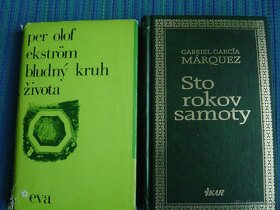 per olof
ekström
bludný kruh
života
eva
GABRIEL GARCÍA
MÁRQUEZ
Sto
rokov
samoty
IKAR